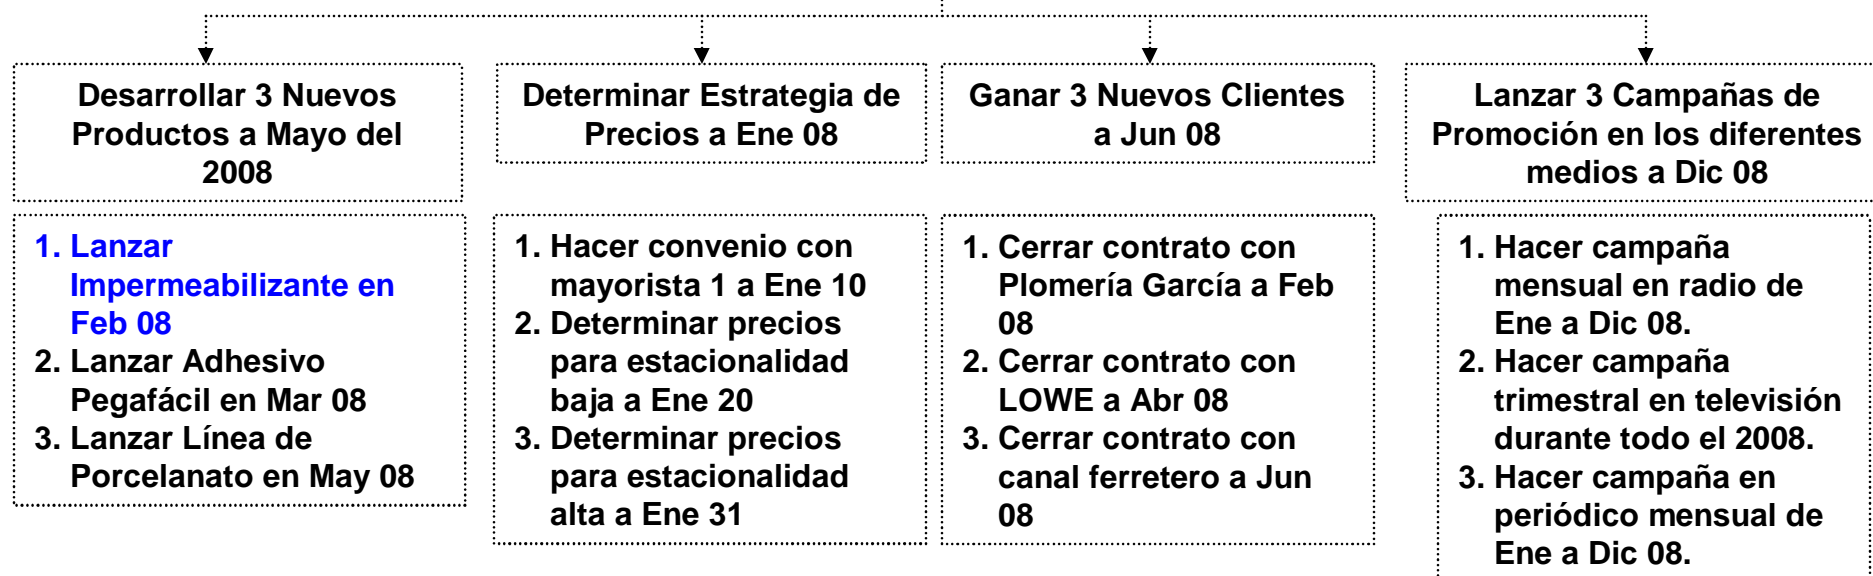 Desarrollar 3 Nuevos
Productos a Mayo del
2008
Determinar Estrategia de
Precios a Ene 08
Ganar 3 Nuevos Clientes
a Jun 08
Lanzar 3 Campañas de
Promoción en los diferentes
medios a Dic 08
1. Lanzar
Impermeabilizante en
Feb 08
2. Lanzar Adhesivo
Pegafácil en Mar 08
3. Lanzar Línea de
Porcelanato en May 08
1. Hacer convenio con
mayorista 1 a Ene 10
2. Determinar precios
para estacionalidad
baja a Ene 20
3. Determinar precios
para estacionalidad
alta a Ene 31
1. Cerrar contrato con
Plomería García a Feb
08
2. Cerrar contrato con
LOWE a Abr 08
3. Cerrar contrato con
canal ferretero a Jun
08
1. Hacer campaña
mensual en radio de
Ene a Dic 08.
2. Hacer campaña
trimestral en televisión
durante todo el 2008.
3. Hacer campaña en
periódico mensual de
Ene a Dic 08.